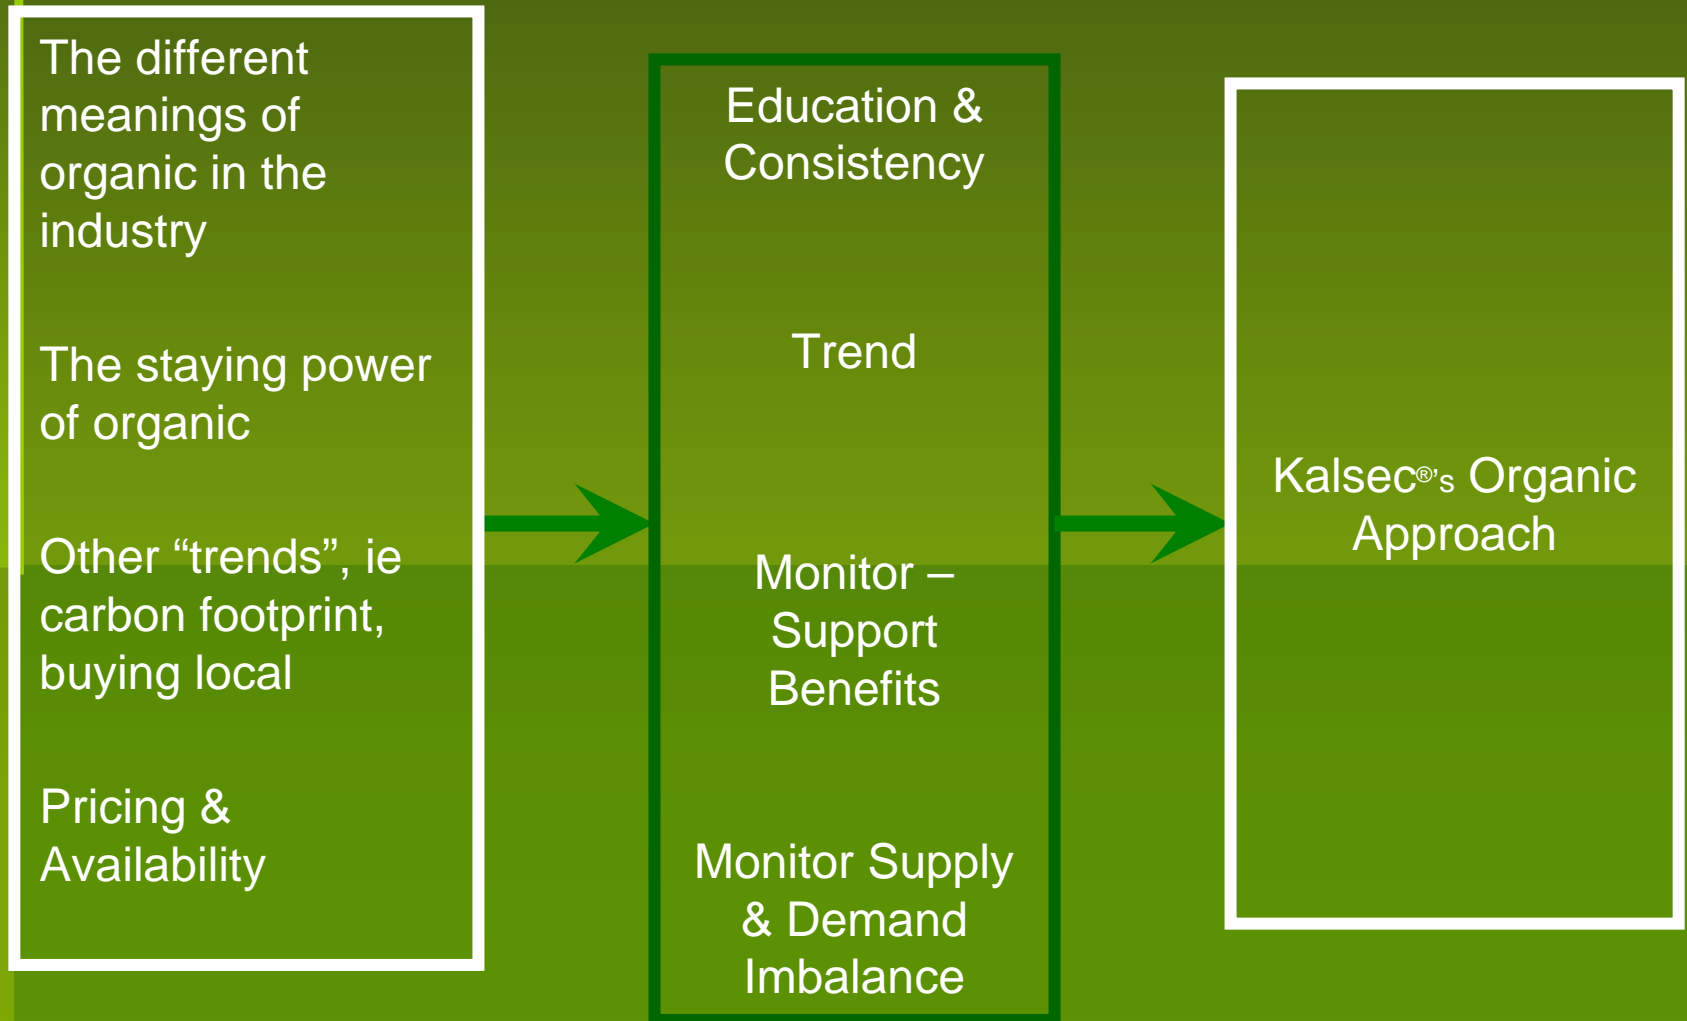 The different
meanings of
organic in the
industry
The staying power
of organic
Other “trends”, ie
carbon footprint,
buying local
Pricing &
Availability
Education &
Consistency
Trend
Monitor –
Support
Benefits
Monitor Supply
& Demand
Imbalance
Kalsec®’s Organic
Approach